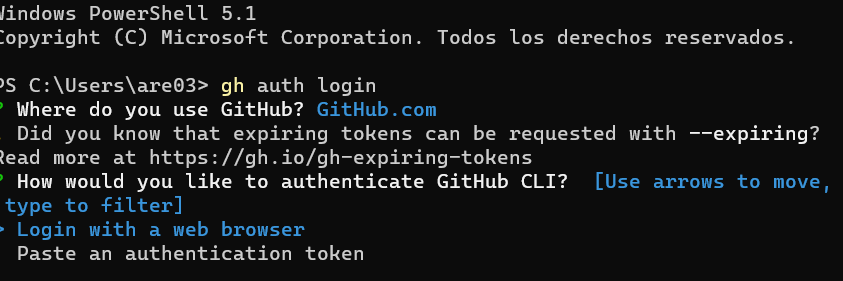 Windows PowerShell 5.1
Copyright (C) Microsoft Corporation. Todos los derechos reservados.
PS C:\Users\are03> gh auth login
? Where do you use GitHub? GitHub.com
Did you know that expiring tokens can be requested with --expiring?
Read more at https://gh.io/gh-expiring-tokens
? How would you like to authenticate GitHub CLI?  [Use arrows to move,
type to filter]
> Login with a web browser
Paste an authentication token